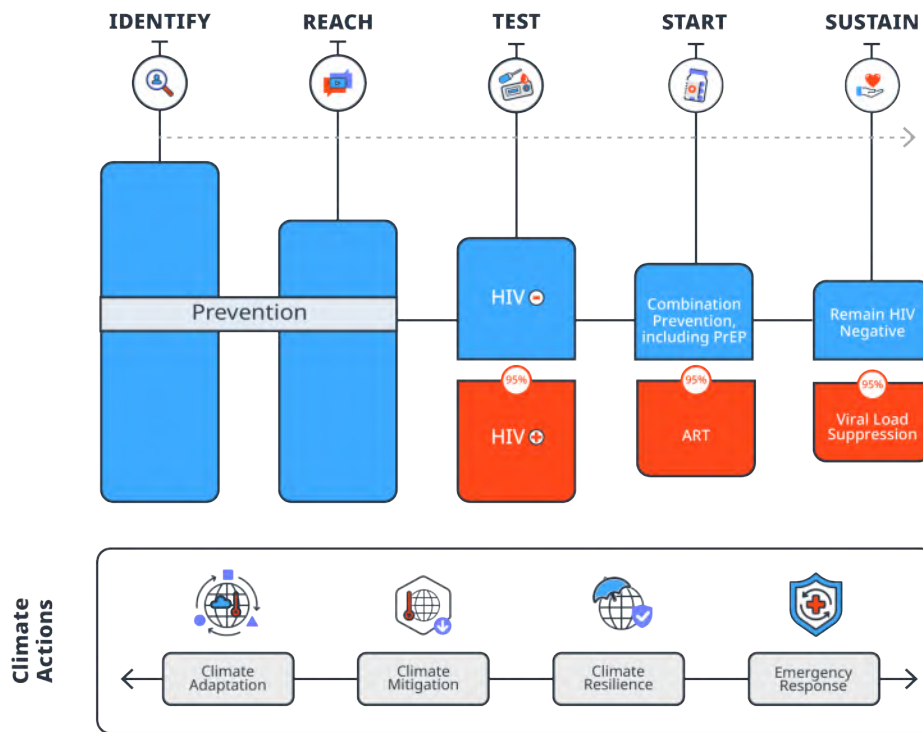 IDENTIFY
REACH
TEST
START
SUSTAIN
Prevention
HIV -
Combination
Prevention,
including PrEP
Remain HIV
Negative
95%
95%
95%
HIV +
ART
Viral Load
Suppression
Climate
Actions
Climate
Adaptation
Climate
Mitigation
Climate
Resilience
Emergency
Response